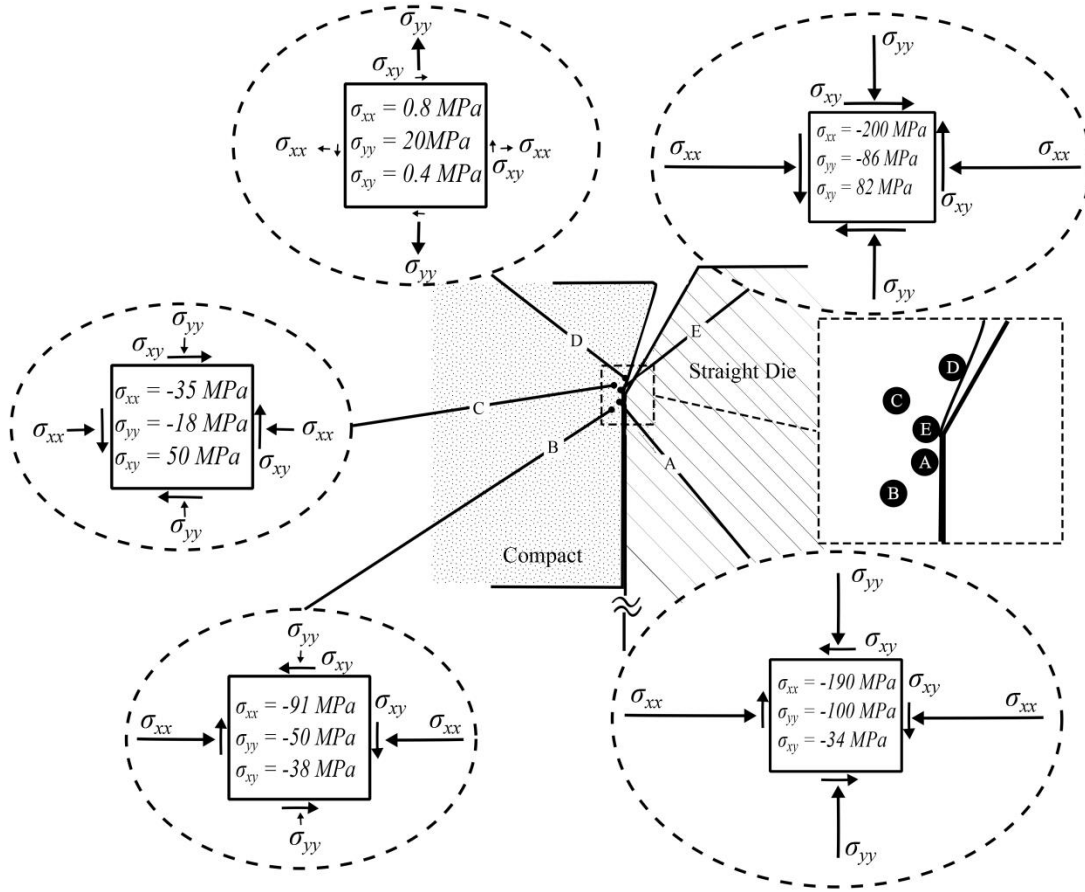 σyy
σxy
σxx = 0.8 MPa
σyy = 20MPa
σxy = 0.4 MPa
σxx
σxx
σxy
σyy
σyy
σxy
σxx = -200 MPa
σyy = -86 MPa
σxy = 82 MPa
σxx
σxx
σxy
σyy
σyy
σxy
σxx = -35 MPa
σyy = -18 MPa
σxy = 50 MPa
σxx
σxx
σxy
σyy
D
E
C
B
A
Straight Die
Compact
D
C
E
A
B
σyy
σxy
σxx = -91 MPa
σyy = -50 MPa
σxy = -38 MPa
σxx
σxy
σxx
σyy
σyy
σxy
σxx = -190 MPa
σyy = -100 MPa
σxy = -34 MPa
σxx
σxy
σxx
σyy